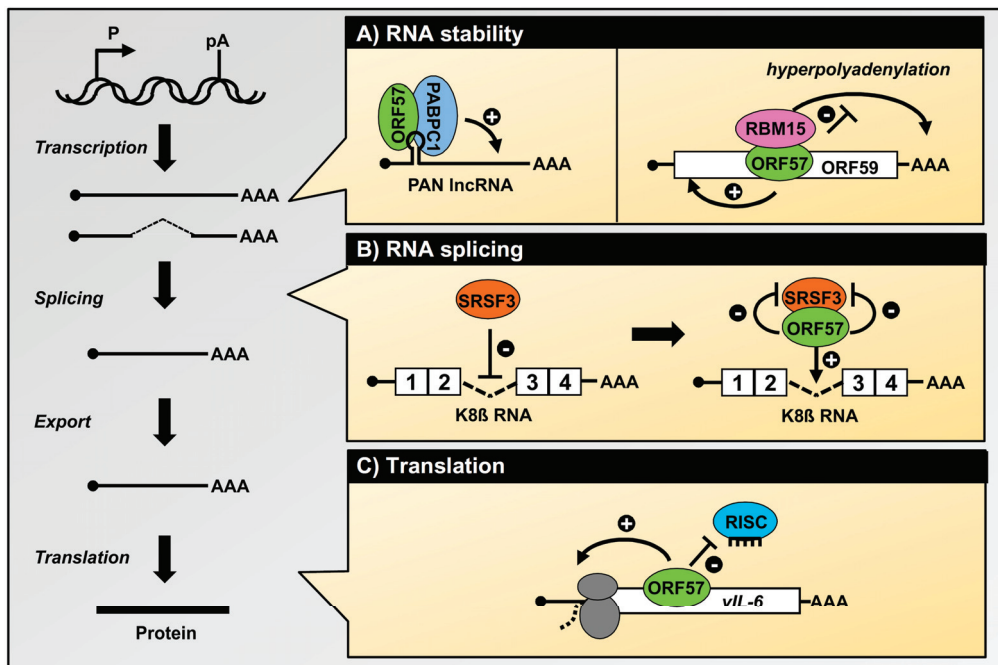 P
pA
Transcription
AAA
AAA
Splicing
AAA
Export
AAA
Translation
Protein
A) RNA stability
ORF57
PABPC1
+
AAA
PAN lncRNA
hyperpolyadenylation
-
RBM15
ORF57
ORF59
AAA
+
B) RNA splicing
SRSF3
-
1 2 3 4 AAA
K8ß RNA
SRSF3
ORF57
- -
+
1 2 3 4 AAA
K8ß RNA
C) Translation
+
RISC
-
ORF57
vIL-6
AAA